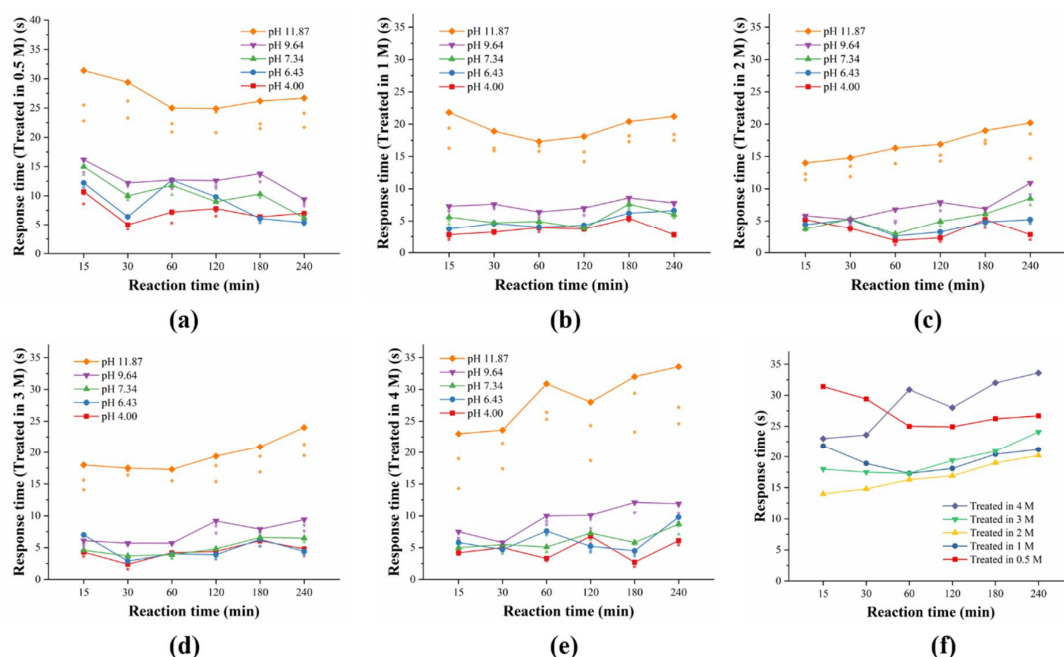 Response time (Treated in 0.5 M) (s)
40
35
30
25
20
15
10
5
0
pH 11.87
pH 9.64
pH 7.34
pH 6.43
pH 4.00
15 30 60 120 180 240
Reaction time (min)
(a)
Response time (Treated in 1 M) (s)
35
30
25
20
15
10
5
0
pH 11.87
pH 9.64
pH 7.34
pH 6.43
pH 4.00
15 30 60 120 180 240
Reaction time (min)
(b)
Response time (Treated in 2 M) (s)
35
30
25
20
15
10
5
0
pH 11.87
pH 9.64
pH 7.34
pH 6.43
pH 4.00
15 30 60 120 180 240
Reaction time (min)
(c)
Response time (Treated in 3 M) (s)
35
30
25
20
15
10
5
0
pH 11.87
pH 9.64
pH 7.34
pH 6.43
pH 4.00
15 30 60 120 180 240
Reaction time (min)
(d)
Response time (Treated in 4 M) (s)
35
30
25
20
15
10
5
0
pH 11.87
pH 9.64
pH 7.34
pH 6.43
pH 4.00
15 30 60 120 180 240
Reaction time (min)
(e)
Response time (s)
35
30
25
20
15
10
5
0
Treated in 4 M
Treated in 3 M
Treated in 2 M
Treated in 1 M
Treated in 0.5 M
15 30 60 120 180 240
Reaction time (min)
(f)